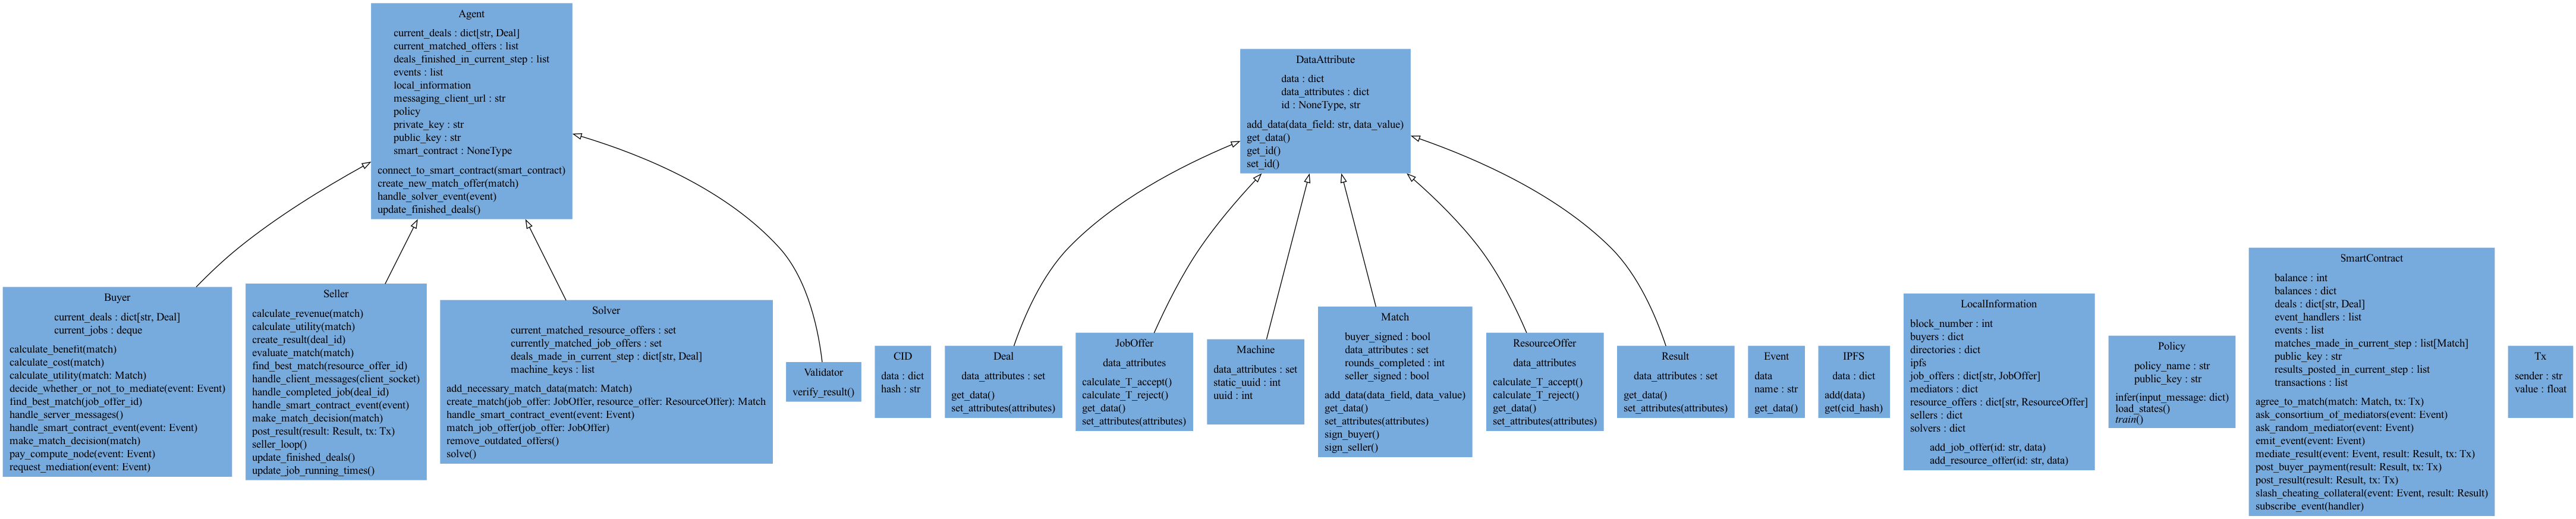 Agent
current_deals : dict[str, Deal]
current_matched_offers : list
deals_finished_in_current_step : list
events : list
local_information
messaging_client_url : str
policy
private_key : str
public_key : str
smart_contract : NoneType
connect_to_smart_contract(smart_contract)
create_new_match_offer(match)
handle_solver_event(event)
update_finished_deals()
DataAttribute
data : dict
data_attributes : dict
id : NoneType, str
add_data(data_field: str, data_value)
get_data()
get_id()
set_id()
Buyer
current_deals : dict[str, Deal]
current_jobs : deque
calculate_benefit(match)
calculate_cost(match)
calculate_utility(match: Match)
decide_whether_or_not_to_mediate(event: Event)
find_best_match(job_offer_id)
handle_server_messages()
handle_smart_contract_event(event: Event)
make_match_decision(match)
pay_compute_node(event: Event)
request_mediation(event: Event)
Seller
calculate_revenue(match)
calculate_utility(match)
create_result(deal_id)
evaluate_match(match)
find_best_match(resource_offer_id)
handle_client_messages(client_socket)
handle_completed_job(deal_id)
handle_smart_contract_event(event)
make_match_decision(match)
post_result(result: Result, tx: Tx)
seller_loop()
update_finished_deals()
update_job_running_times()
Solver
current_matched_resource_offers : set
currently_matched_job_offers : set
deals_made_in_current_step : dict[str, Deal]
machine_keys : list
add_necessary_match_data(match: Match)
create_match(job_offer: JobOffer, resource_offer: ResourceOffer): Match
handle_smart_contract_event(event: Event)
match_job_offer(job_offer: JobOffer)
remove_outdated_offers()
solve()
Validator
verify_result()
CID
data : dict
hash : str
Deal
data_attributes : set
get_data()
set_attributes(attributes)
JobOffer
data_attributes
calculate_T_accept()
calculate_T_reject()
get_data()
set_attributes(attributes)
Machine
data_attributes : set
static_uuid : int
uuid : int
Match
buyer_signed : bool
data_attributes : set
rounds_completed : int
seller_signed : bool
add_data(data_field, data_value)
get_data()
set_attributes(attributes)
sign_buyer()
sign_seller()
ResourceOffer
data_attributes
calculate_T_accept()
calculate_T_reject()
get_data()
set_attributes(attributes)
Result
data_attributes : set
get_data()
set_attributes(attributes)
Event
data
name : str
get_data()
IPFS
data : dict
add(data)
get(cid_hash)
LocalInformation
block_number : int
buyers : dict
directories : dict
ipfs
job_offers : dict[str, JobOffer]
mediators : dict
resource_offers : dict[str, ResourceOffer]
sellers : dict
solvers : dict
add_job_offer(id: str, data)
add_resource_offer(id: str, data)
Policy
policy_name : str
public_key : str
infer(input_message: dict)
load_states()
train()
SmartContract
balance : int
balances : dict
deals : dict[str, Deal]
event_handlers : list
events : list
matches_made_in_current_step : list[Match]
public_key : str
results_posted_in_current_step : list
transactions : list
agree_to_match(match: Match, tx: Tx)
ask_consortium_of_mediators(event: Event)
ask_random_mediator(event: Event)
emit_event(event: Event)
mediate_result(event: Event, result: Result, tx: Tx)
post_buyer_payment(result: Result, tx: Tx)
post_result(result: Result, tx: Tx)
slash_cheating_collateral(event: Event, result: Result)
subscribe_event(handler)
Tx
sender : str
value : float